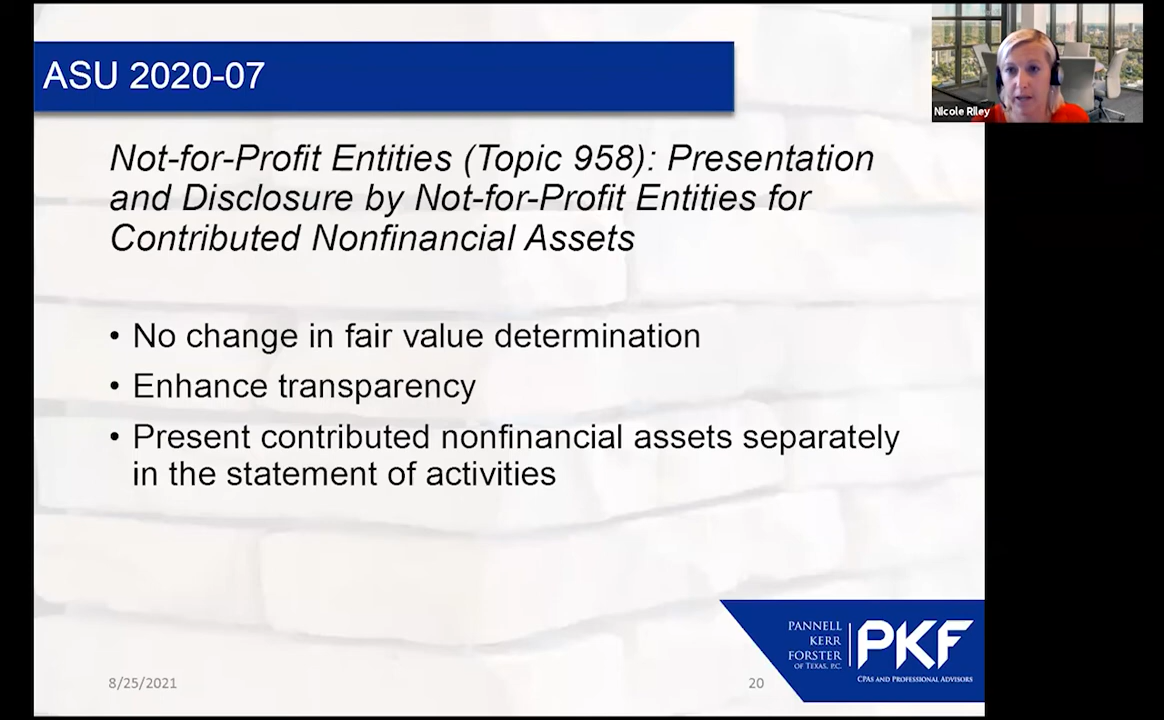 ASU 2020-07
Nicole Riley
Not-for-Profit Entities (Topic 958): Presentation
and Disclosure by Not-for-Profit Entities for
Contributed Nonfinancial Assets
• No change in fair value determination
• Enhance transparency
• Present contributed nonfinancial assets separately
in the statement of activities
PANNELL
KERR
FORSTER
OF TEXAS, P.C.
PKF
CPAS AND PROFESSIONAL ADVISORS
8/25/2021
20